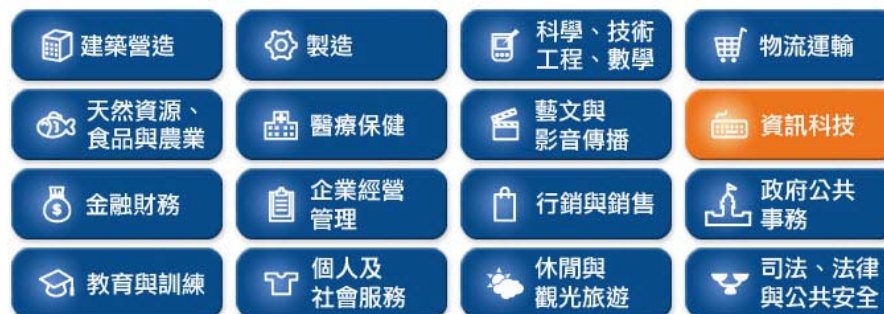 建築營造
製造
科學、技術
工程、數學
物流運輸
天然資源、
食品與農業
醫療保健
藝文與
影音傳播
資訊科技
金融財務
企業經營
管理
行銷與銷售
政府公共
事務
教育與訓練
個人及
社會服務
休閒與
觀光旅遊
司法、法律
與公共安全